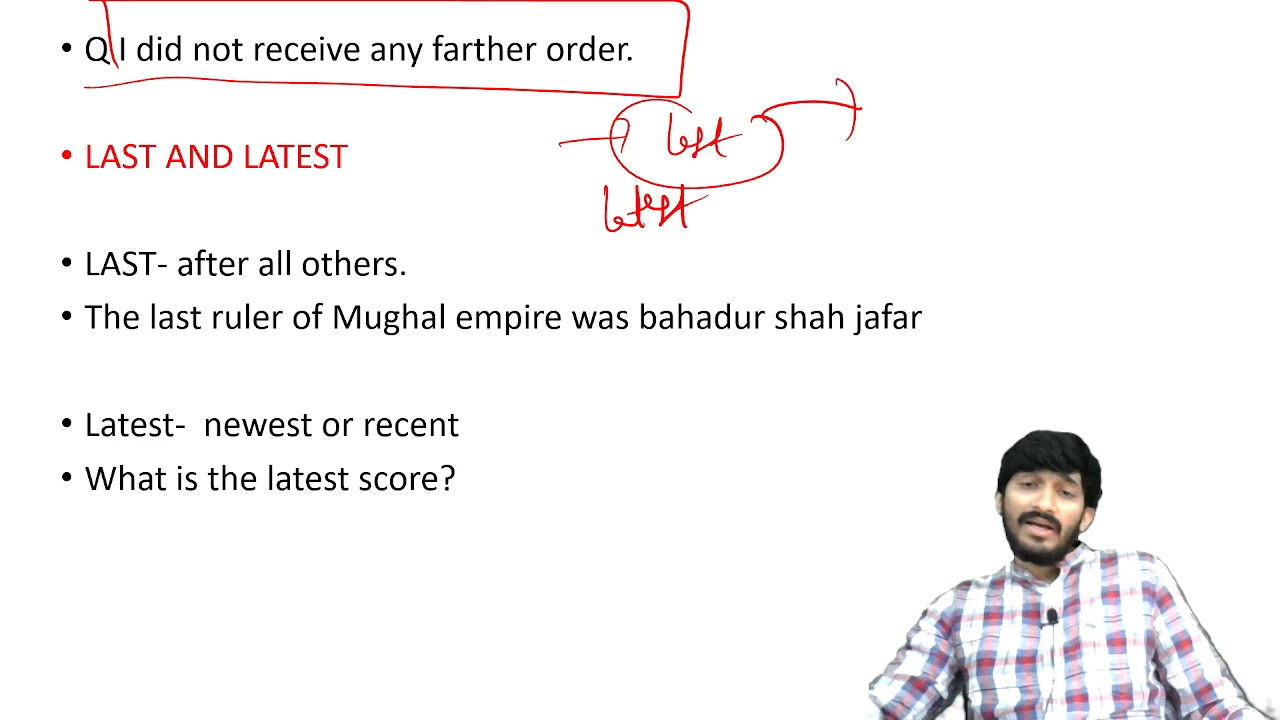 • Q I did not receive any farther order.
last
• LAST AND LATEST
latest
• LAST- after all others.
• The last ruler of Mughal empire was bahadur shah jafar
• Latest- newest or recent
• What is the latest score?